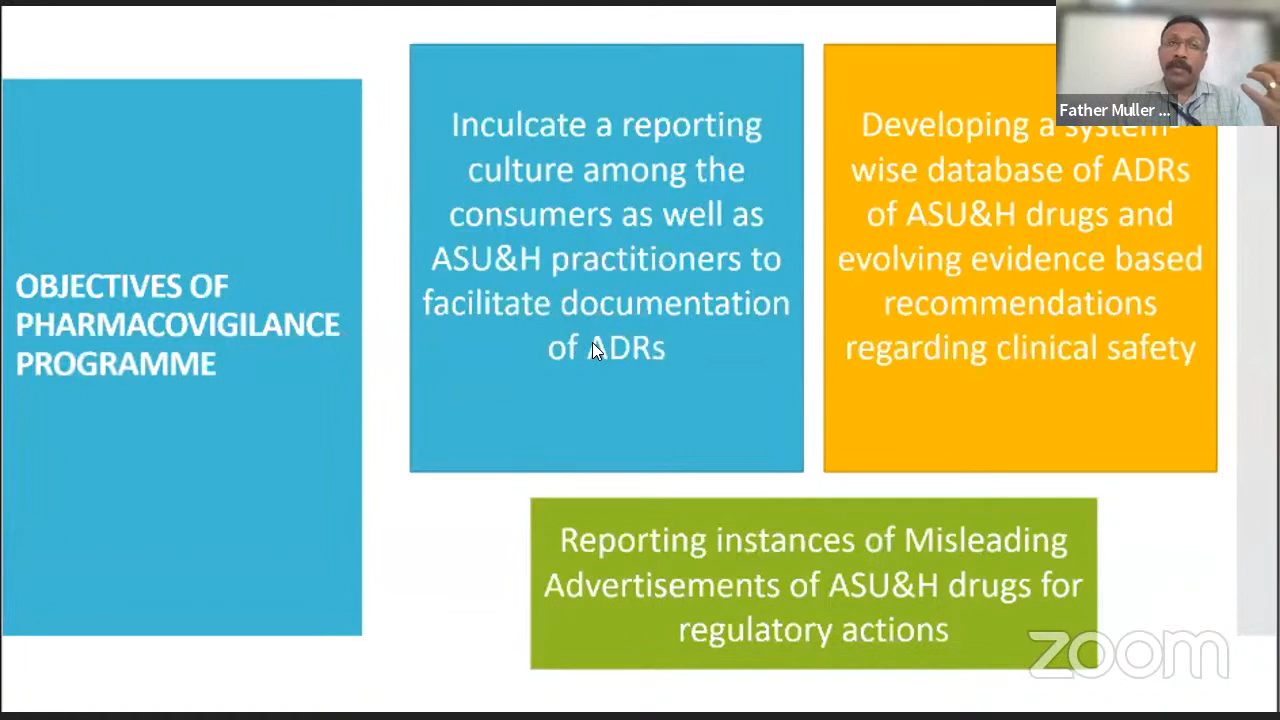 OBJECTIVES OF
PHARMACOVIGILANCE
PROGRAMME
Inculcate a reporting
culture among the
consumers as well as
ASU&H practitioners to
facilitate documentation
of ADRs
Developing a system-
wise database of ADRs
of ASU&H drugs and
evolving evidence based
recommendations
regarding clinical safety
Reporting instances of Misleading
Advertisements of ASU&H drugs for
regulatory actions
Father Muller ...
zoom